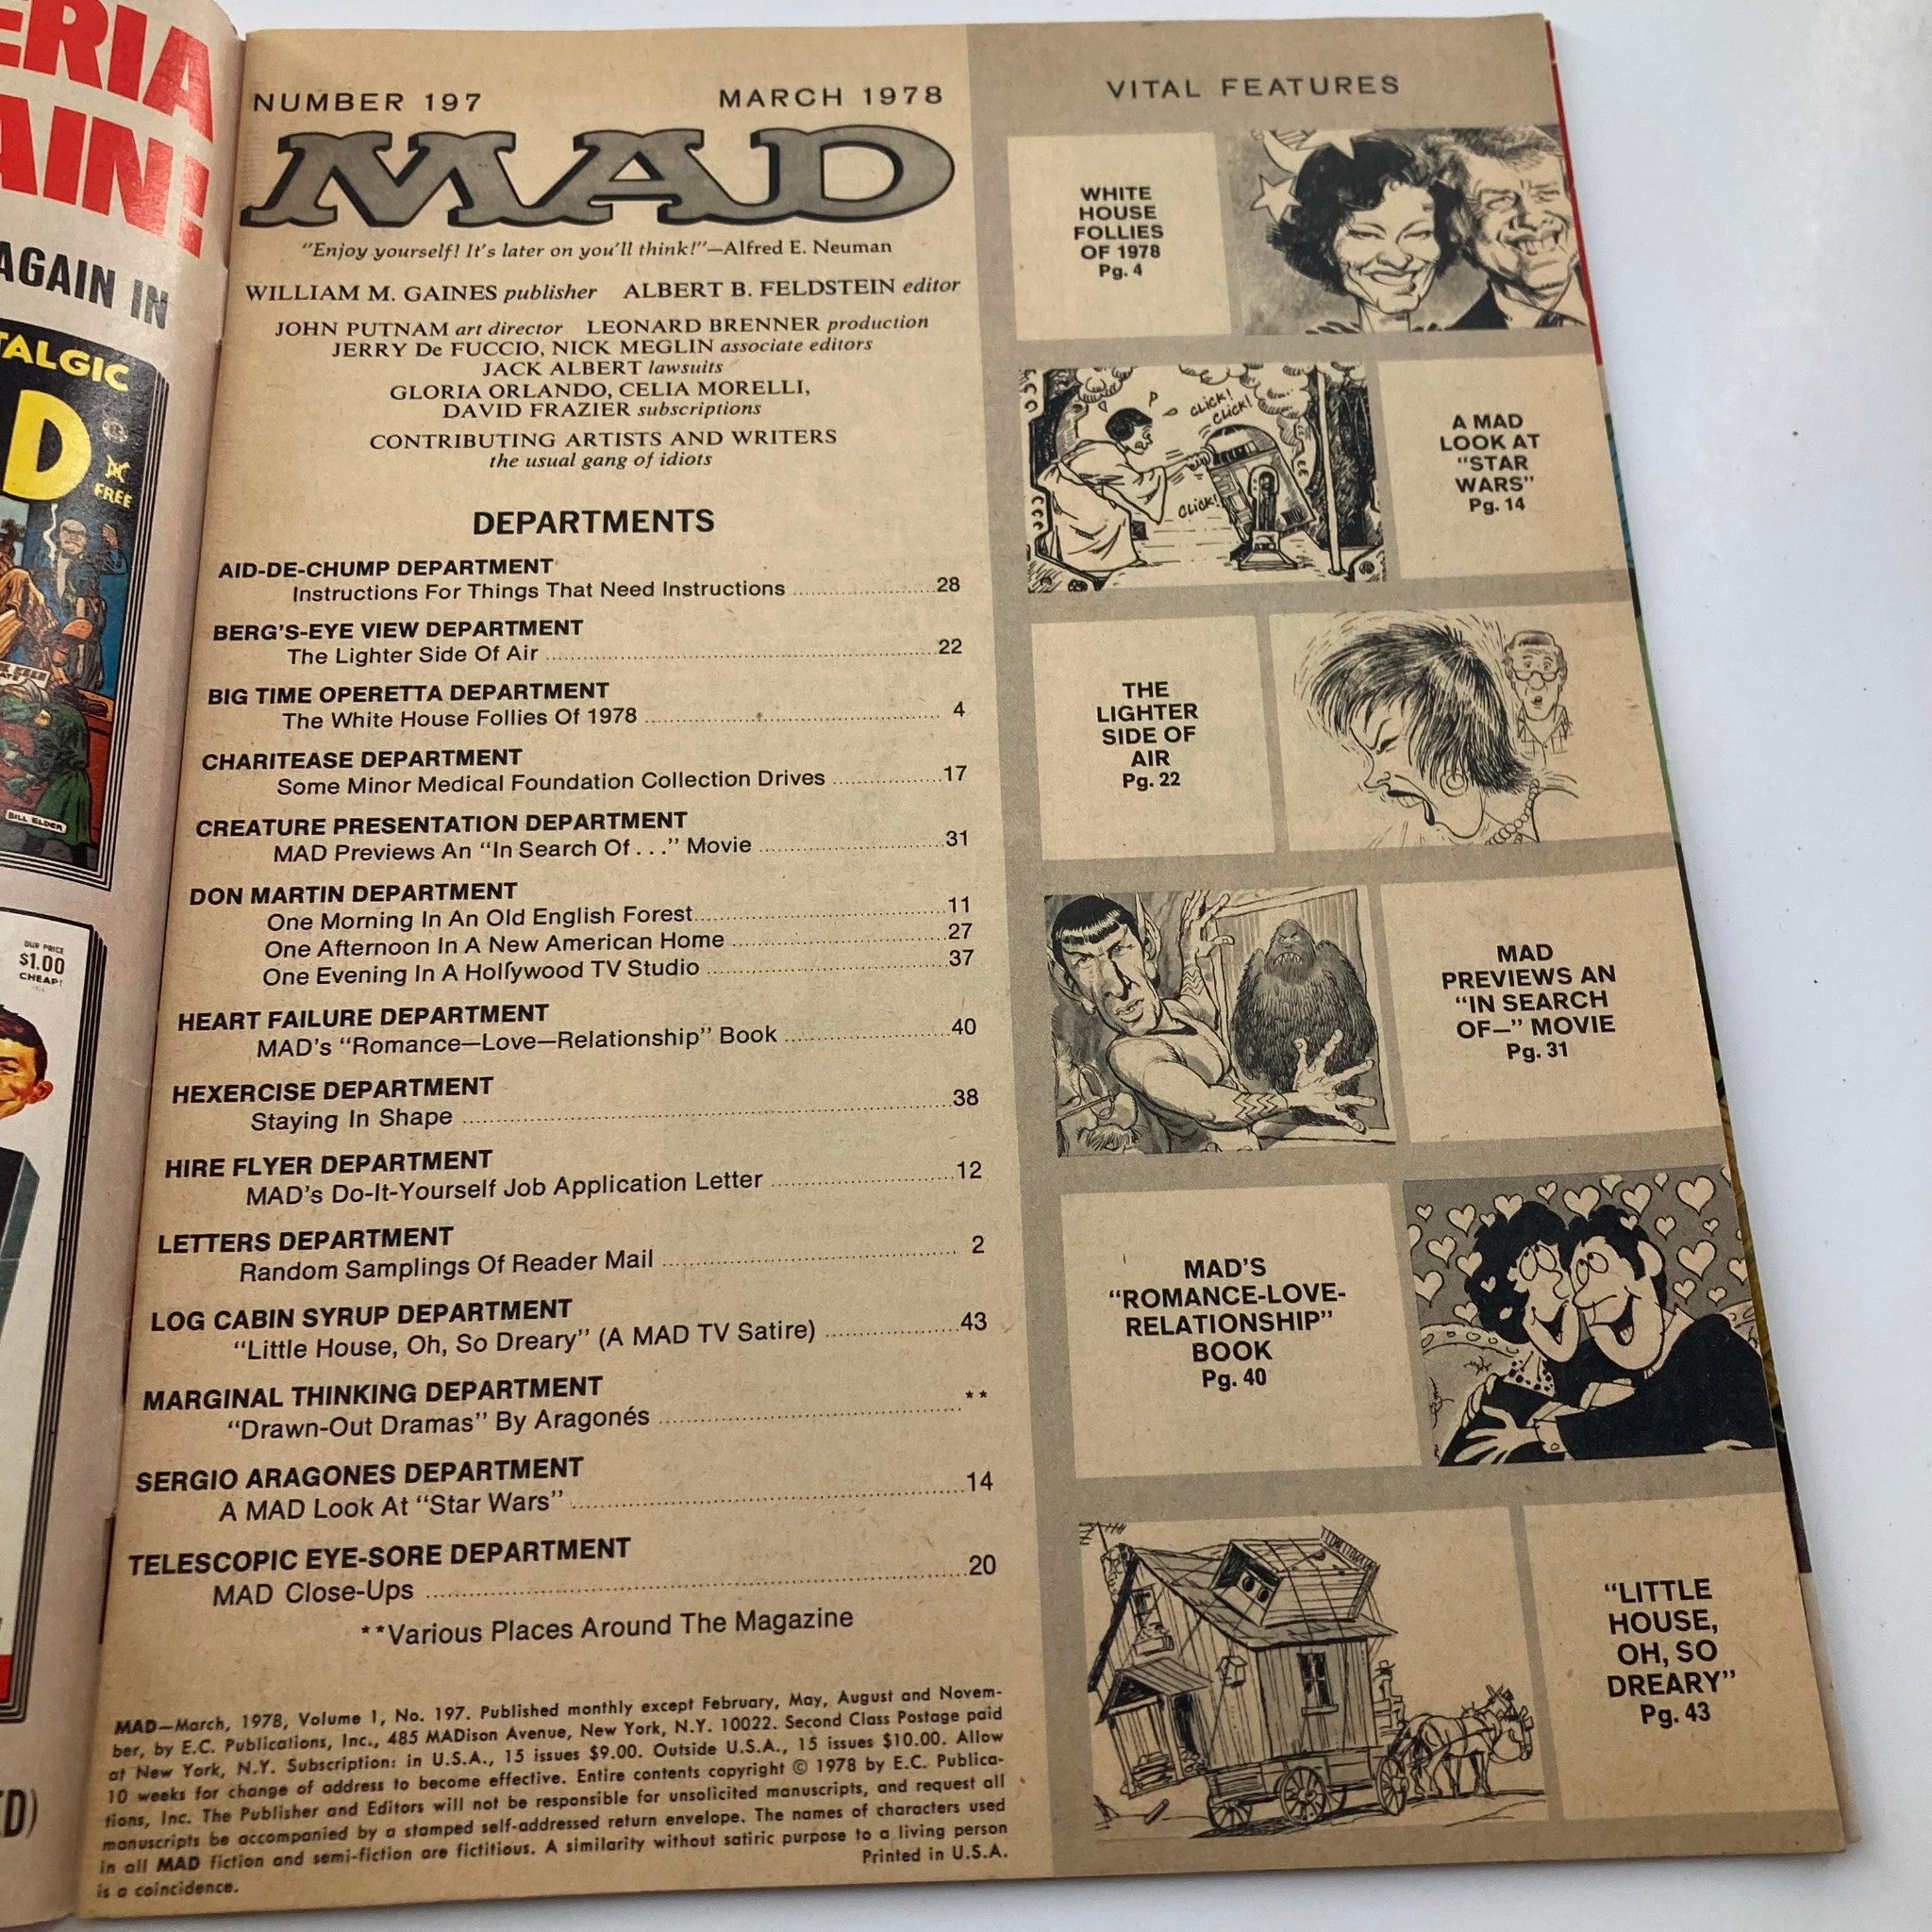 ERIA
AIN!
AGAIN IN
TALGIC
D
FREE
BILL ELDER
OUR PRICE
$1.00
CHEAP!
ED)
NUMBER 197 MARCH 1978
MAD
"Enjoy yourself! It's later on you'll think!"—Alfred E. Neuman
WILLIAM M. GAINES publisher ALBERT B. FELDSTEIN editor
JOHN PUTNAM art director LEONARD BRENNER production
JERRY De FUCCIO, NICK MEGLIN associate editors
JACK ALBERT lawsuits
GLORIA ORLANDO, CELIA MORELLI,
DAVID FRAZIER subscriptions
CONTRIBUTING ARTISTS AND WRITERS
the usual gang of idiots
DEPARTMENTS
AID-DE-CHUMP DEPARTMENT
Instructions For Things That Need Instructions 28
BERG'S-EYE VIEW DEPARTMENT
The Lighter Side Of Air 22
BIG TIME OPERETTA DEPARTMENT
The White House Follies Of 1978 4
CHARITEASE DEPARTMENT
Some Minor Medical Foundation Collection Drives 17
CREATURE PRESENTATION DEPARTMENT
MAD Previews An "In Search Of . . ." Movie 31
DON MARTIN DEPARTMENT
One Morning In An Old English Forest 11
One Afternoon In A New American Home 27
One Evening In A Hollywood TV Studio 37
HEART FAILURE DEPARTMENT
MAD's "Romance—Love—Relationship" Book 40
HEXERCISE DEPARTMENT
Staying In Shape 38
HIRE FLYER DEPARTMENT
MAD's Do-It-Yourself Job Application Letter 12
LETTERS DEPARTMENT
Random Samplings Of Reader Mail 2
LOG CABIN SYRUP DEPARTMENT
"Little House, Oh, So Dreary" (A MAD TV Satire) 43
MARGINAL THINKING DEPARTMENT
"Drawn-Out Dramas" By Aragonés **
SERGIO ARAGONES DEPARTMENT
A MAD Look At "Star Wars" 14
TELESCOPIC EYE-SORE DEPARTMENT
MAD Close-Ups 20
**Various Places Around The Magazine
MAD—March, 1978, Volume 1, No. 197. Published monthly except February, May, August and Novem-
ber, by E.C. Publications, Inc., 485 MADison Avenue, New York, N.Y. 10022. Second Class Postage paid
at New York, N.Y. Subscription: in U.S.A., 15 issues $9.00. Outside U.S.A., 15 issues $10.00. Allow
10 weeks for change of address to become effective. Entire contents copyright © 1978 by E.C. Publica-
tions, Inc. The Publisher and Editors will not be responsible for unsolicited manuscripts, and request all
manuscripts be accompanied by a stamped self-addressed return envelope. The names of characters used
in all MAD fiction and semi-fiction are fictitious. A similarity without satiric purpose to a living person
is a coincidence. Printed in U.S.A.
VITAL FEATURES
WHITE
HOUSE
FOLLIES
OF 1978
Pg. 4
CLICK!
CLICK!
CLICK!
A MAD
LOOK AT
"STAR
WARS"
Pg. 14
THE
LIGHTER
SIDE OF
AIR
Pg. 22
MAD
PREVIEWS AN
"IN SEARCH
OF—" MOVIE
Pg. 31
MAD'S
"ROMANCE-LOVE-
RELATIONSHIP"
BOOK
Pg. 40
"LITTLE
HOUSE,
OH, SO
DREARY"
Pg. 43